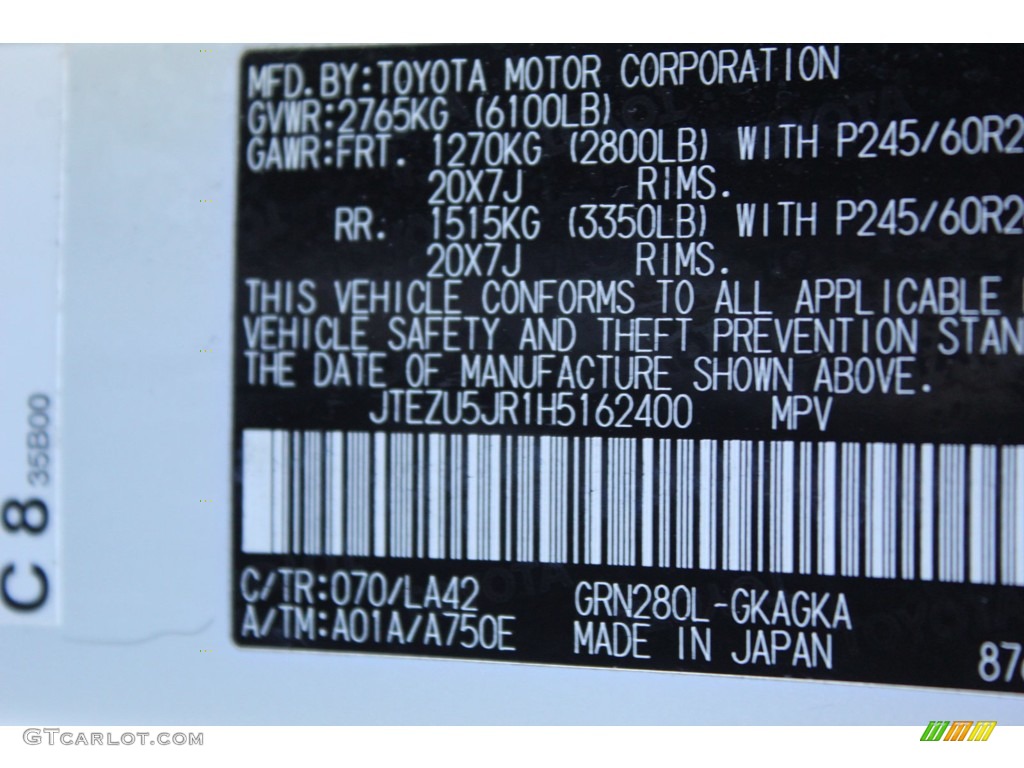 MFD. BY: TOYOTA MOTOR CORPORATION
GVWR: 2765KG (6100LB)
GAWR: FRT. 1270KG (2800LB) WITH P245/60R2
20X7J RIMS.
RR. 1515KG (3350LB) WITH P245/60R2
20X7J RIMS.
THIS VEHICLE CONFORMS TO ALL APPLICABLE
VEHICLE SAFETY AND THEFT PREVENTION STAN
THE DATE OF MANUFACTURE SHOWN ABOVE.
JTEZU5JR1H5162400 MPV
C/TR: 070/LA42 GRN280L-GKAGKA
A/TM: A01A/A750E MADE IN JAPAN
87
C 8 35B00
GTCARLOT.COM